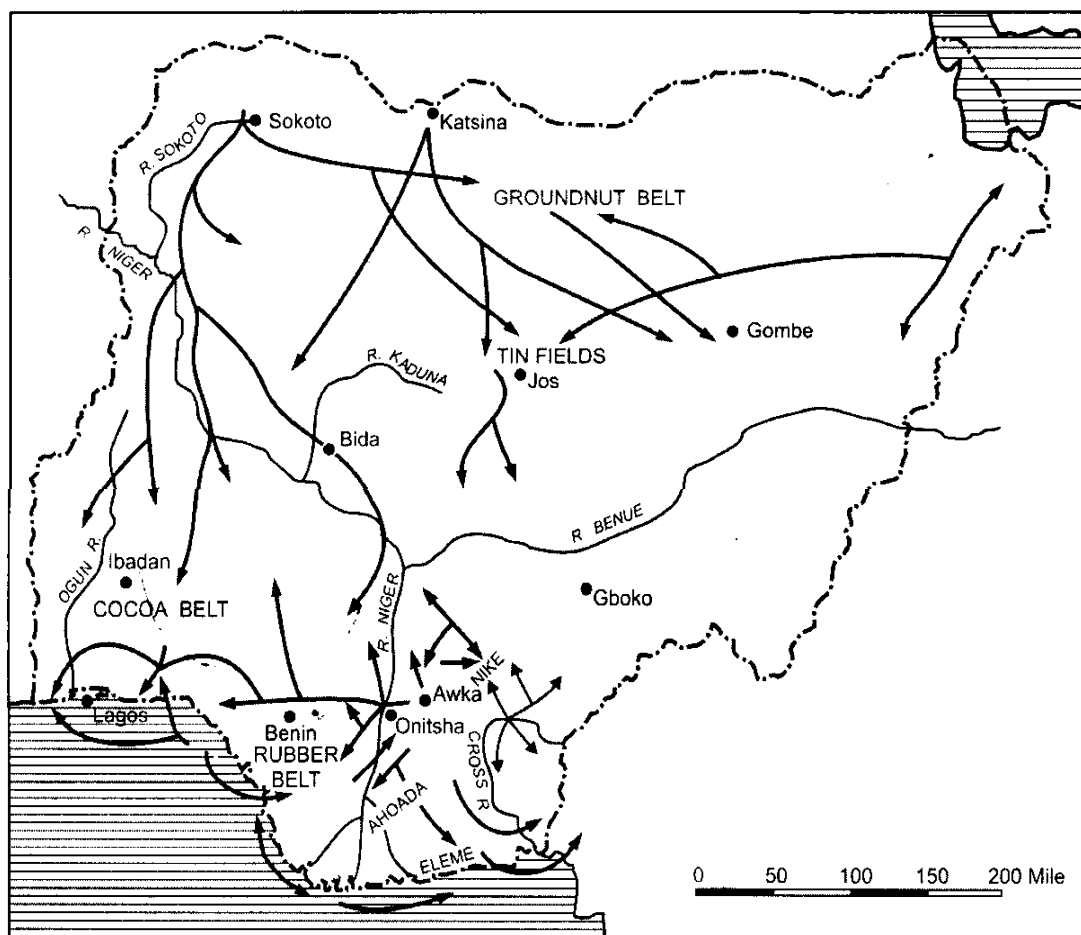 Sokoto
Katsina
R. SOKOTO
GROUNDNUT BELT
R. NIGER
Gombe
TIN FIELDS
Jos
R. KADUNA
Bida
R BENUE
OGUN R.
Ibadan
COCOA BELT
Gboko
R. NIGER
NIKE
Awka
Lagos
Benin
Onitsha
RUBBER
BELT
CROSS R
AHOADA
ELEME
0 50 100 150 200 Mile